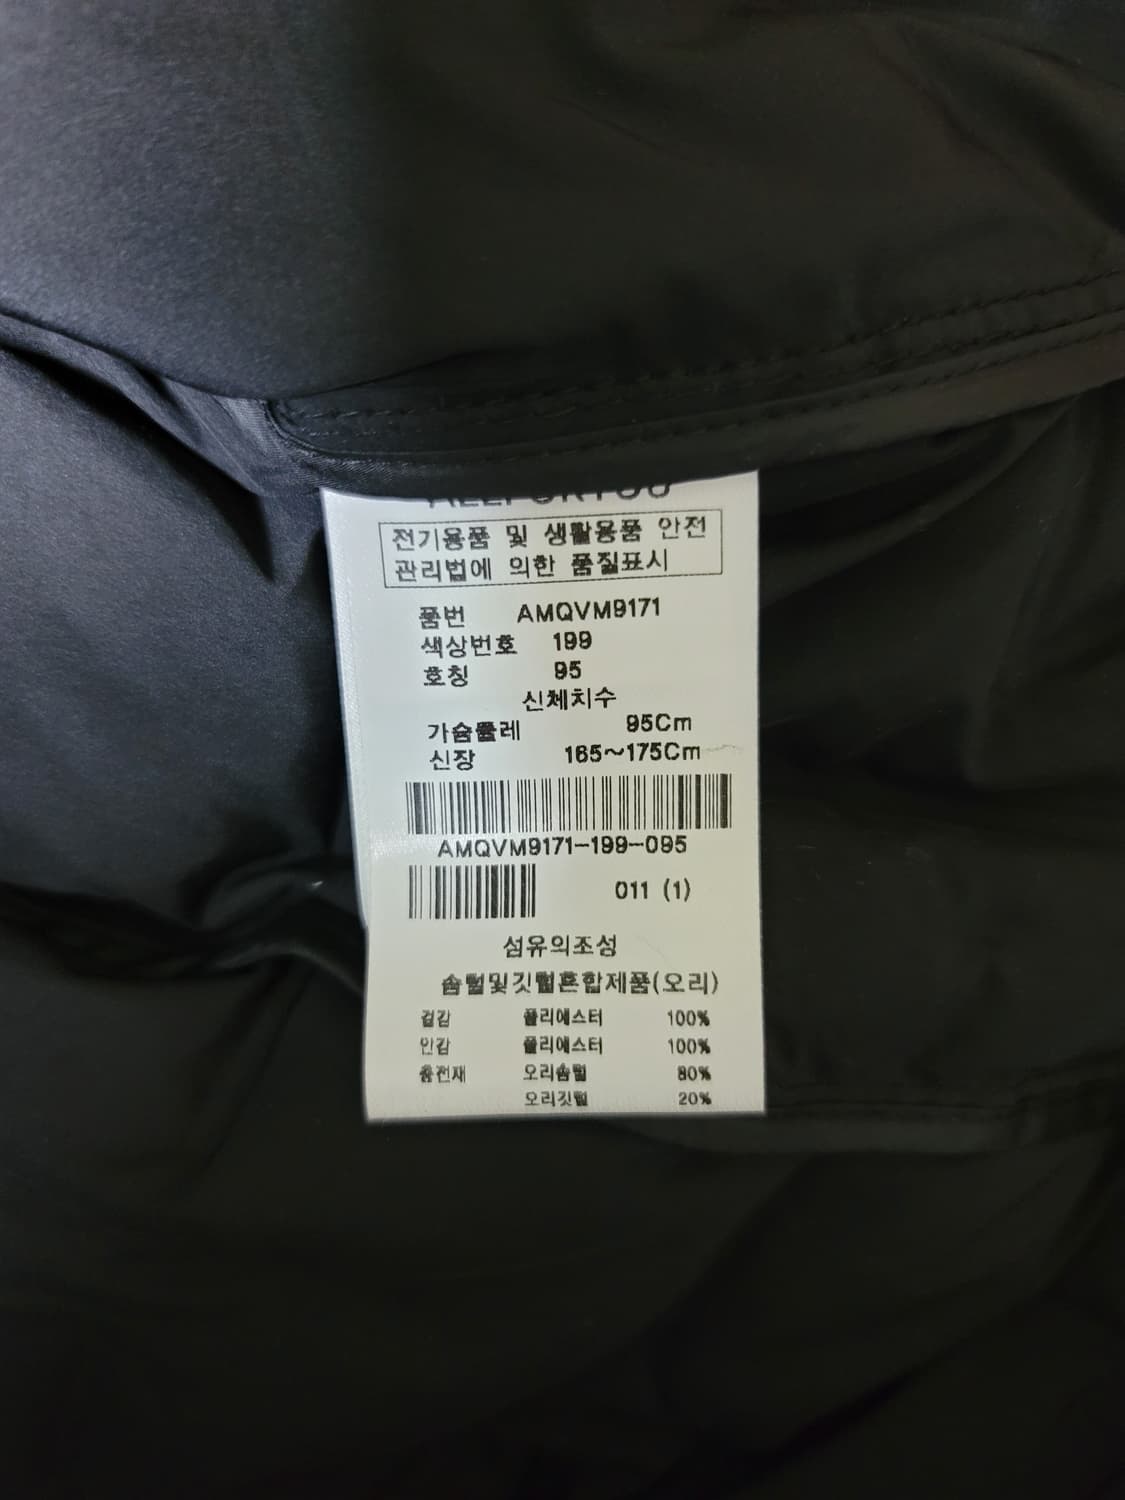 ALLFORYOU
전기용품 및 생활용품 안전
관리법에 의한 품질표시
품번 AMQVM9171
색상번호 199
호칭 95
신체치수
가슴둘레 95Cm
신장 165~175Cm
AMQVM9171-199-095
011 (1)
섬유의조성
솜털및깃털혼합제품(오리)
겉감 폴리에스터 100%
안감 폴리에스터 100%
충전재 오리솜털 80%
오리깃털 20%